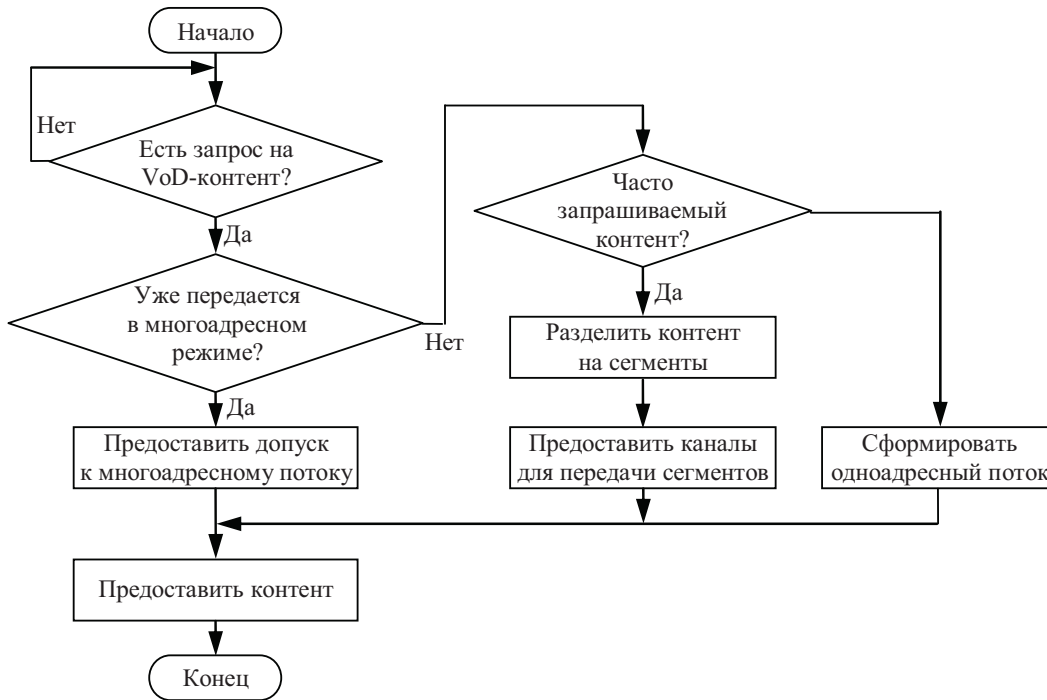 Начало
Нет
Есть запрос на
VoD-контент?
Да
Уже передается
в многоадресном
режиме?
Нет
Да
Предоставить допуск
к многоадресному потоку
Часто
запрашиваемый
контент?
Да
Разделить контент
на сегменты
Предоставить каналы
для передачи сегментов
Сформировать
одноадресный поток
Предоставить контент
Конец